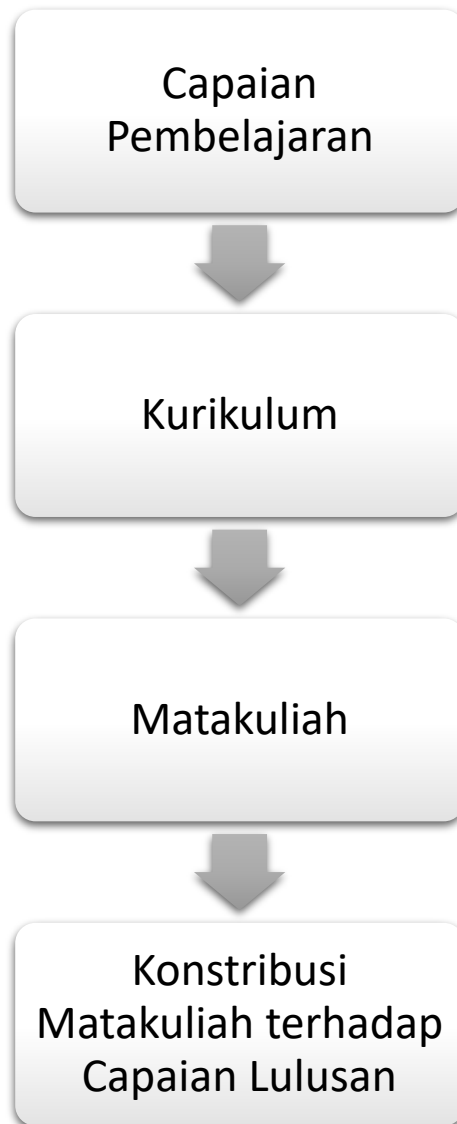 Capaian
Pembelajaran
Kurikulum
Matakuliah
Konstribusi
Matakuliah terhadap
Capaian Lulusan